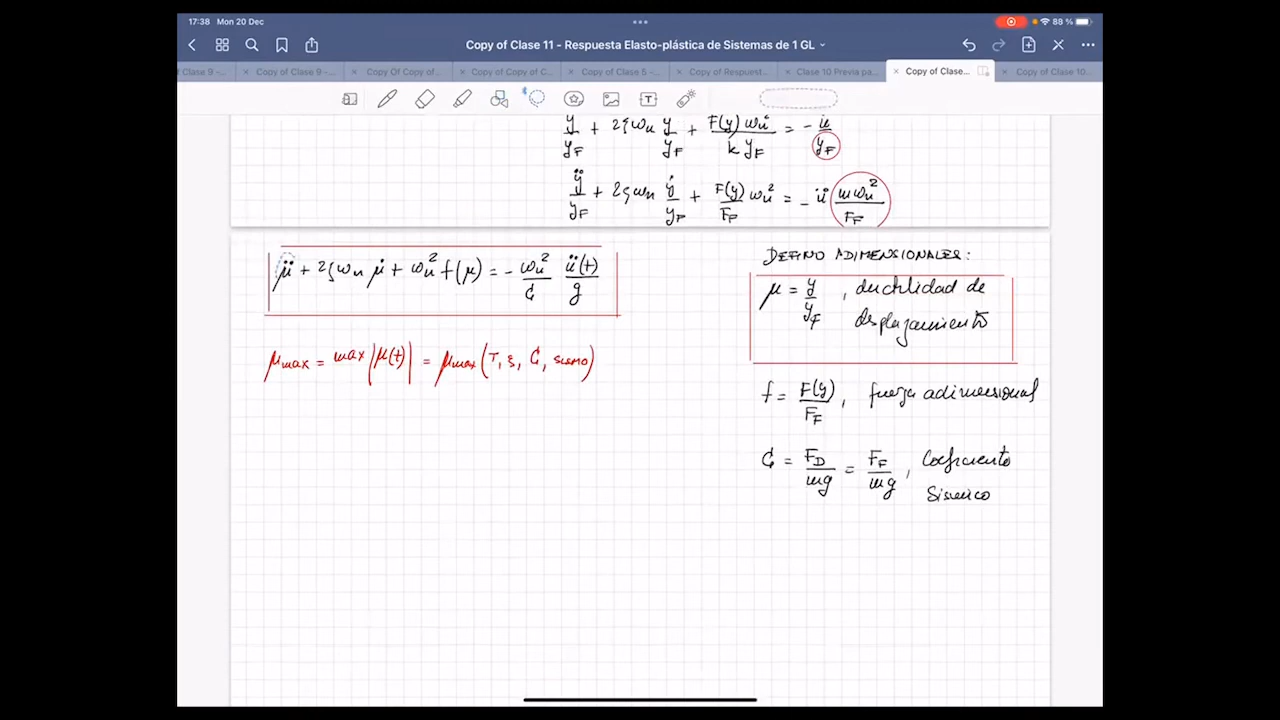 17:38 Mon 20 Dec
88 %
Copy of Clase 11 - Respuesta Elasto-plástica de Sistemas de 1 GL
t Clase 9 -...
Copy of Clase 9 -...
Copy Of Copy of...
Copy of Copy of C...
Copy of Clase 5 -...
Copy of Respuest...
Clase 10 Previa pa...
Copy of Clase...
Copy of Clase 10.
ÿ/y_F + 2ξω_n ẏ/y_F + F(y) ω_n²/(k y_F) = - ü/y_F
ÿ/y_F + 2ξω_n ẏ/y_F + F(y)/F_F ω_n² = - ü mω_n²/F_F
μ̈ + 2ξω_n μ̇ + ω_n² f(μ) = - ω_n²/C ü(t)/g
μmax = max |μ(t)| = μmax (T, ξ, C, sismo)
DEFINO ADIMENSIONALES:
μ = y/y_F , ductilidad de
desplazamiento
f = F(y)/F_F , fuerza adimensional
C = F_D/mg = F_F/mg , Coeficiente
Sísmico